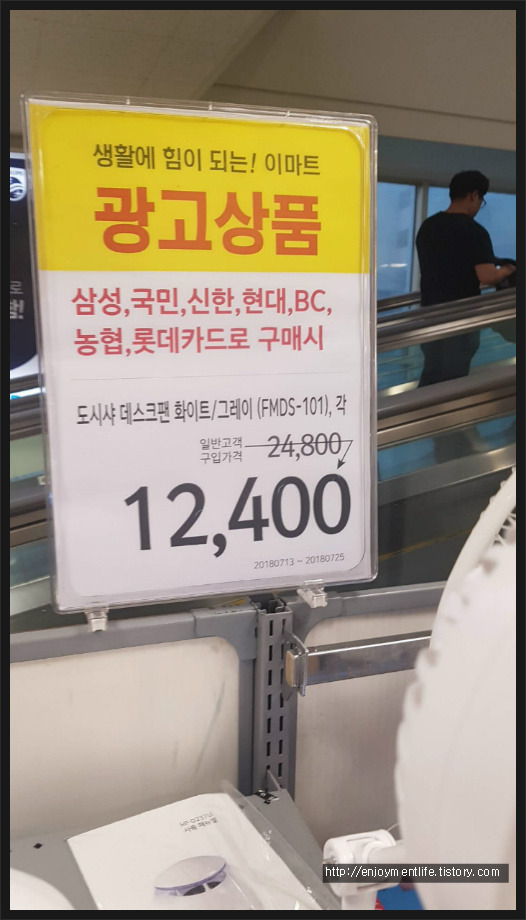 생활에 힘이 되는! 이마트
광고상품
삼성,국민,신한,현대,BC,
농협,롯데카드로 구매시
도시샤 데스크팬 화이트/그레이 (FMDS-101), 각
일반고객
구입가격
24,800
12,400
20180713 ~ 20180725
http://enjoymentlife.tistory.com